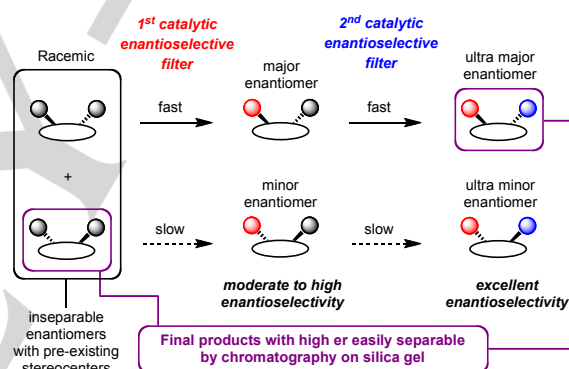 1st catalytic
enantioselective
filter
2nd catalytic
enantioselective
filter
Racemic
major
enantiomer
ultra major
enantiomer
fast
fast
+
minor
enantiomer
ultra minor
enantiomer
slow
slow
moderate to high
enantioselectivity
excellent
enantioselectivity
inseparable
enantiomers
with pre-existing
stereocenters
Final products with high er easily separable
by chromatography on silica gel